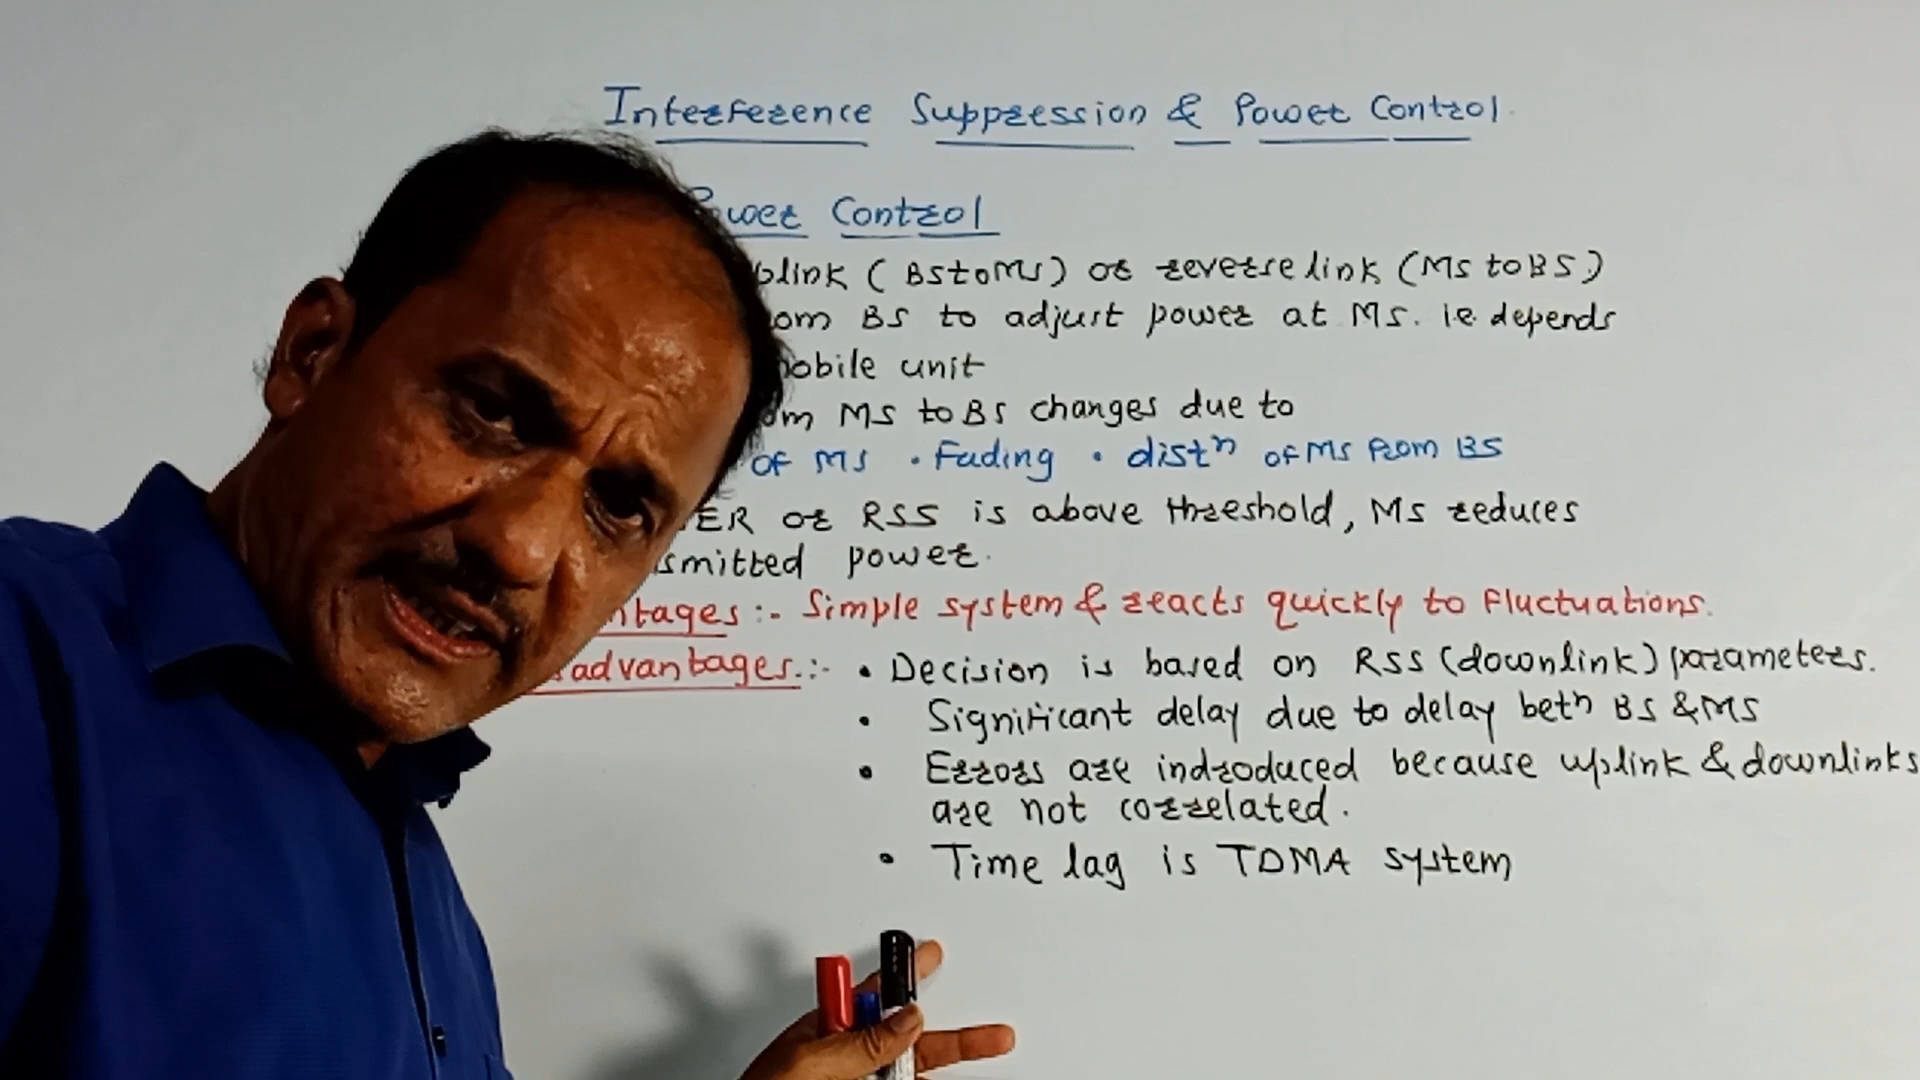 Interference Suppression & Power Control.
Power Control
plink (BS to MS) or reverse link (MS to BS)
om BS to adjust power at MS. i.e. depends
mobile unit
om MS to BS changes due to
of MS • Fading • distⁿ of MS from BS
ER or RSS is above threshold, MS reduces
smitted power.
ntages :- Simple system & reacts quickly to Fluctuations.
sadvantages.:- • Decision is based on RSS (downlink) parameters.
• Significant delay due to delay betⁿ BS & MS
• Errors are indroduced because uplink & downlinks
are not correlated.
• Time lag is TDMA system